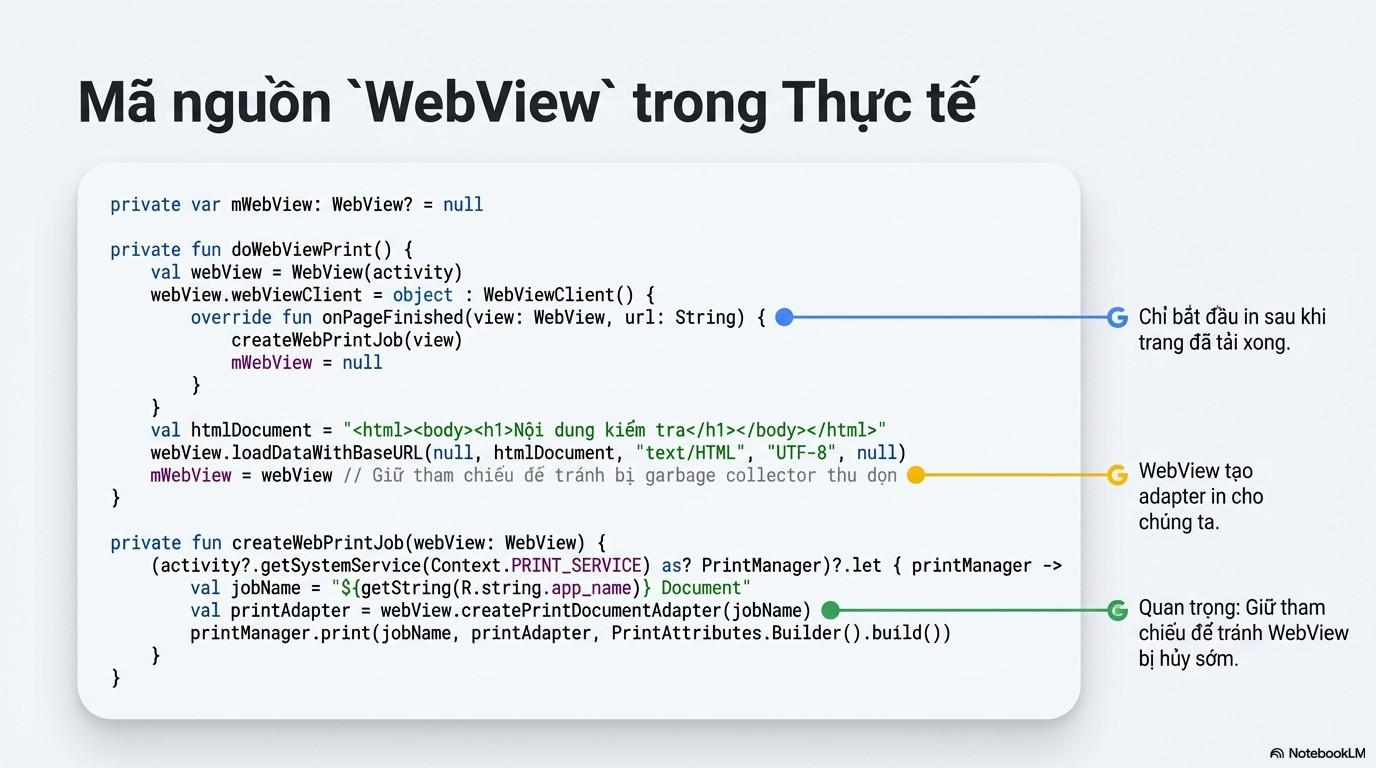 Mã nguồn `WebView` trong Thực tế
private var mWebView: WebView? = null
private fun doWebViewPrint() {
val webView = WebView(activity)
webView.webViewClient = object : WebViewClient() {
override fun onPageFinished(view: WebView, url: String) {
createWebPrintJob(view)
mWebView = null
}
}
val htmlDocument = "<html><body><h1>Nội dung kiểm tra</h1></body></html>"
webView.loadDataWithBaseURL(null, htmlDocument, "text/HTML", "UTF-8", null)
mWebView = webView // Giữ tham chiếu để tránh bị garbage collector thu dọn
}
private fun createWebPrintJob(webView: WebView) {
(activity?.getSystemService(Context.PRINT_SERVICE) as? PrintManager)?.let { printManager ->
val jobName = "${getString(R.string.app_name)} Document"
val printAdapter = webView.createPrintDocumentAdapter(jobName)
printManager.print(jobName, printAdapter, PrintAttributes.Builder().build())
}
}
Chỉ bắt đầu in sau khi
trang đã tải xong.
WebView tạo
adapter in cho
chúng ta.
Quan trọng: Giữ tham
chiếu để tránh WebView
bị hủy sớm.
NotebookLM